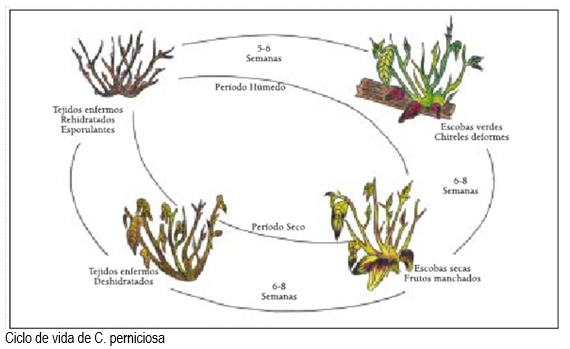 5-6
Semanas
Período Húmedo
Tejidos enfermos
Rehidratados
Esporulantes
Escobas verdes
Chireles deformes
6-8
Semanas
Período Seco
Tejidos enfermos
Deshidratados
Escobas secas
Frutos manchados
6-8
Semanas
Ciclo de vida de C. perniciosa